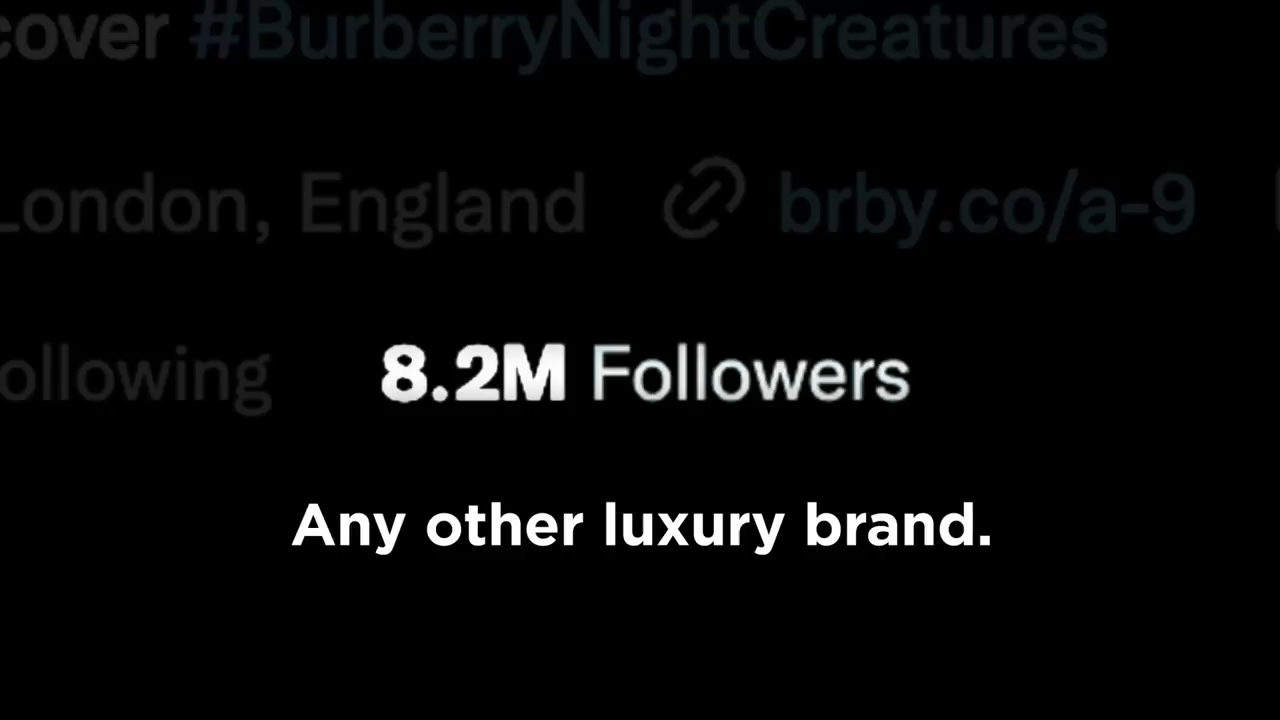 cover #BurberryNightCreatures
London, England brby.co/a-9
ollowing 8.2M Followers
Any other luxury brand.